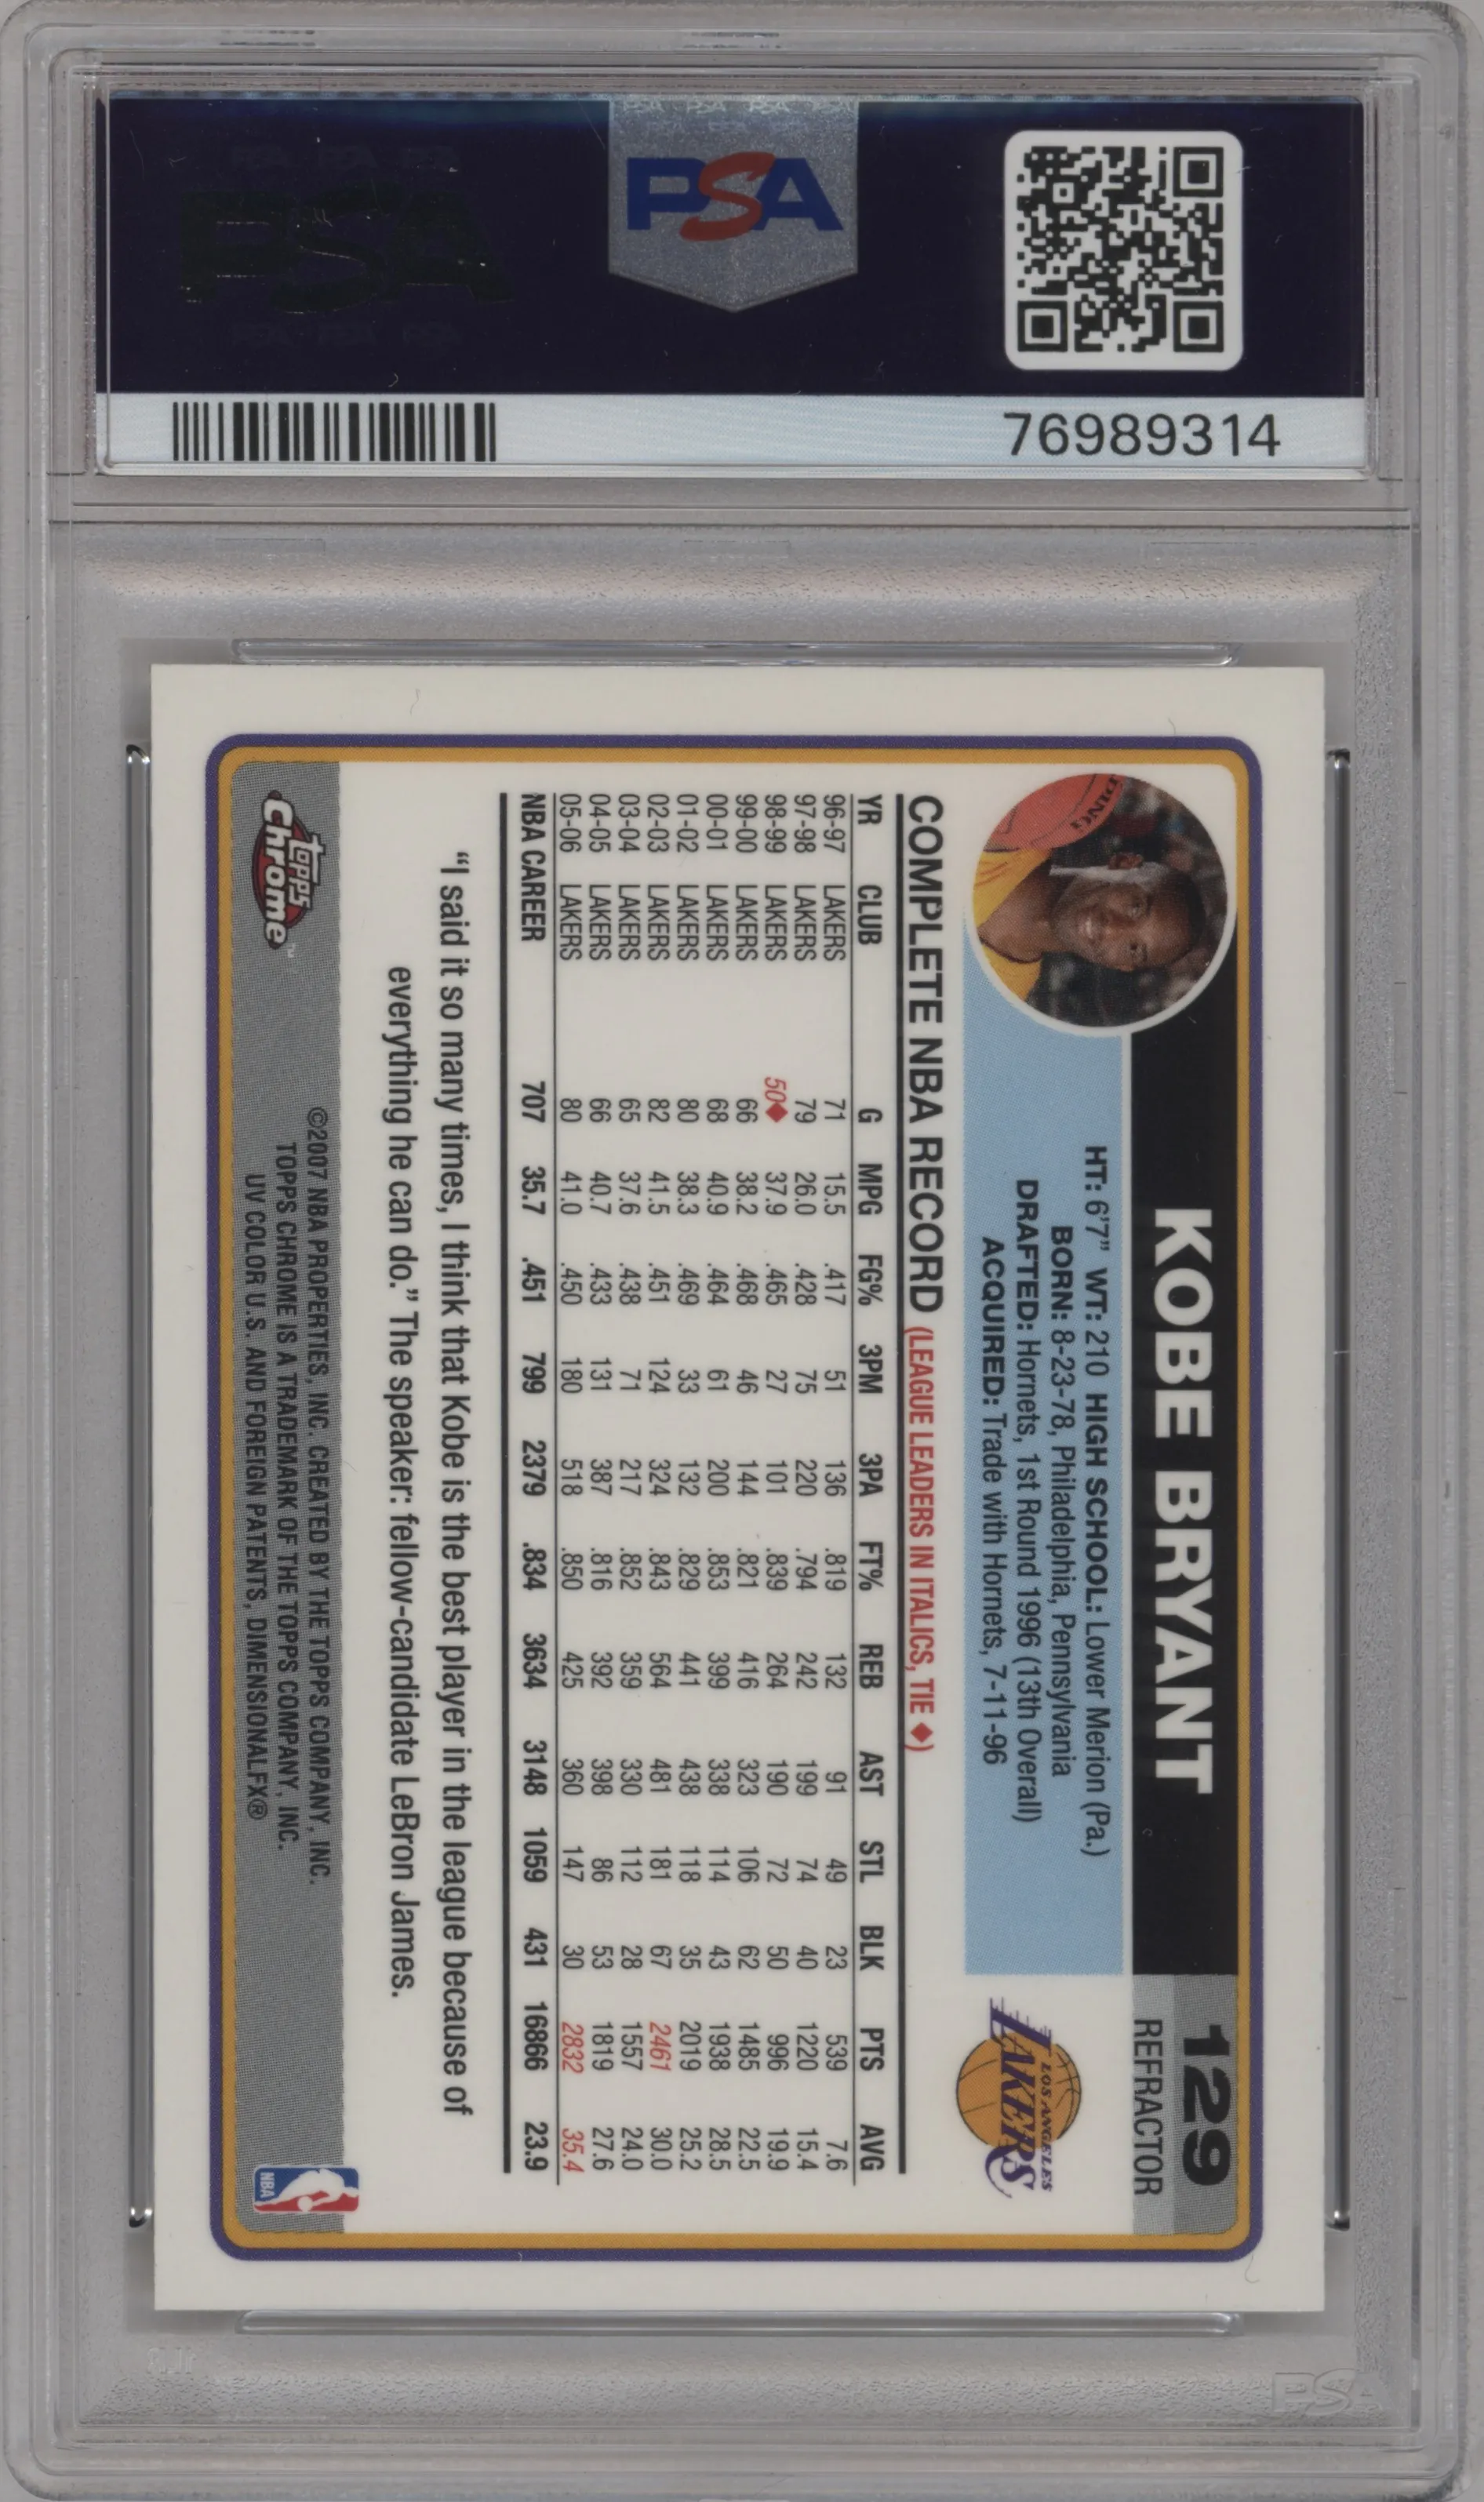 PSA
76989314
129
REFRACTOR
KOBE BRYANT
HT: 6'7" WT: 210 HIGH SCHOOL: Lower Merion (Pa.)
BORN: 8-23-78, Philadelphia, Pennsylvania
DRAFTED: Hornets, 1st Round 1996 (13th Overall)
ACQUIRED: Trade with Hornets, 7-11-96
LOS ANGELES
LAKERS
COMPLETE NBA RECORD (LEAGUE LEADERS IN ITALICS, TIE ◆)
YR CLUB G MPG FG% 3PM 3PA FT% REB AST STL BLK PTS AVG
96-97 LAKERS 71 15.5 .417 51 136 .819 132 91 49 23 539 7.6
97-98 LAKERS 79 26.0 .428 75 220 .794 242 199 74 40 1220 15.4
98-99 LAKERS 50◆ 37.9 .465 27 101 .839 264 190 72 50 996 19.9
99-00 LAKERS 66 38.2 .468 46 144 .821 416 323 106 62 1485 22.5
00-01 LAKERS 68 40.9 .464 61 200 .853 399 338 114 43 1938 28.5
01-02 LAKERS 80 38.3 .469 33 132 .829 441 438 118 35 2019 25.2
02-03 LAKERS 82 41.5 .451 124 324 .843 564 481 181 67 2461 30.0
03-04 LAKERS 65 37.6 .438 71 217 .852 359 330 112 28 1557 24.0
04-05 LAKERS 66 40.7 .433 131 387 .816 392 398 86 53 1819 27.6
05-06 LAKERS 80 41.0 .450 180 518 .850 425 360 147 30 2832 35.4
NBA CAREER 707 35.7 .451 799 2379 .834 3634 3148 1059 431 16866 23.9
"I said it so many times, I think that Kobe is the best player in the league because of
everything he can do." The speaker: fellow-candidate LeBron James.
topps
Chrome™
©2007 NBA PROPERTIES, INC. CREATED BY THE TOPPS COMPANY, INC.
TOPPS CHROME IS A TRADEMARK OF THE TOPPS COMPANY, INC.
UV COLOR U.S. AND FOREIGN PATENTS, DIMENSIONALFX®
NBA
PSA